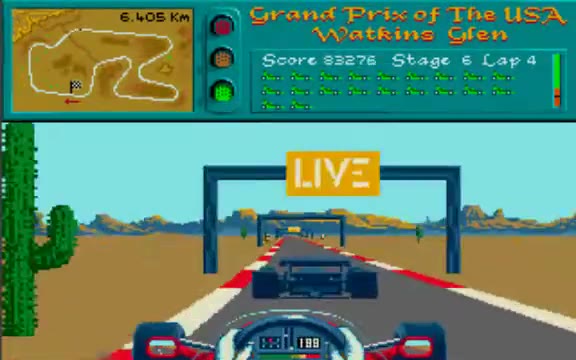 6.405 Km
Grand Prix of The USA
Watkins Glen
Score 83276 Stage 6 Lap 4
LIVE
188